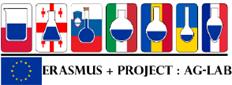 ERASMUS + PROJECT : AG-LAB